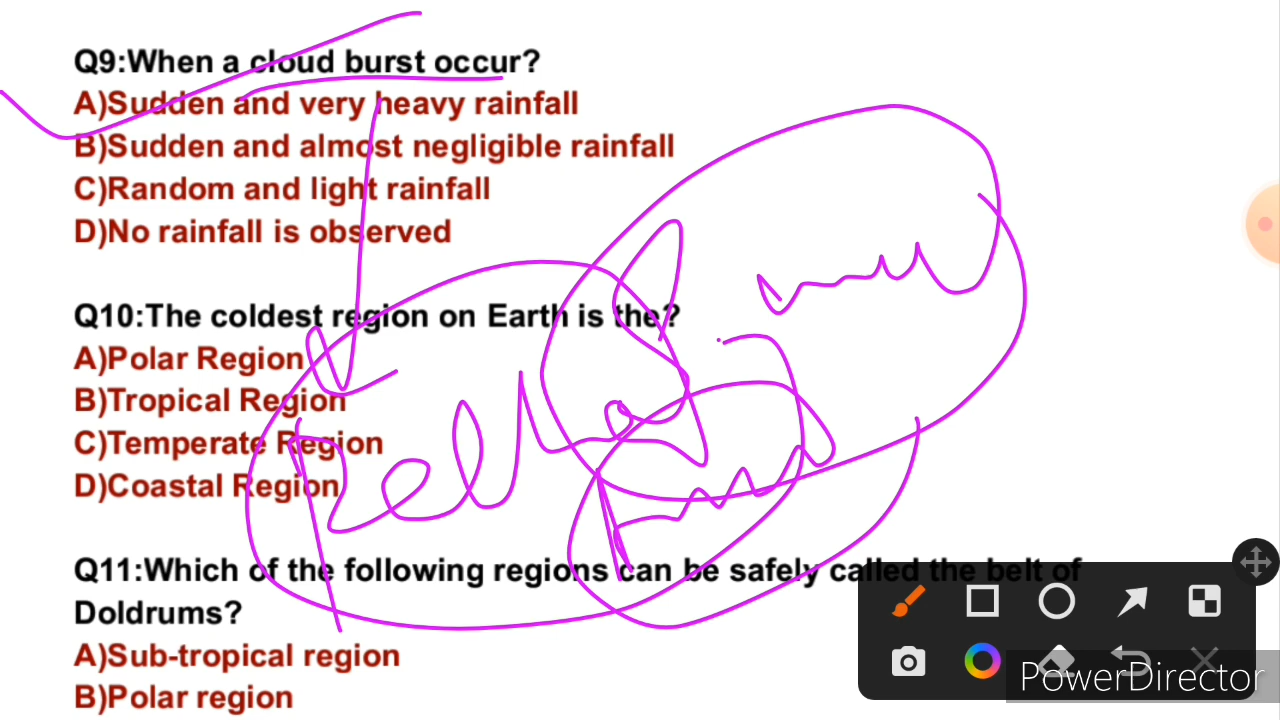 Q9:When a cloud burst occur?
A)Sudden and very heavy rainfall
B)Sudden and almost negligible rainfall
C)Random and light rainfall
D)No rainfall is observed
Q10:The coldest region on Earth is the?
A)Polar Region
B)Tropical Region
C)Temperate Region
D)Coastal Region
Q11:Which of the following regions can be safely called the belt of
Doldrums?
A)Sub-tropical region
B)Polar region
PowerDirector